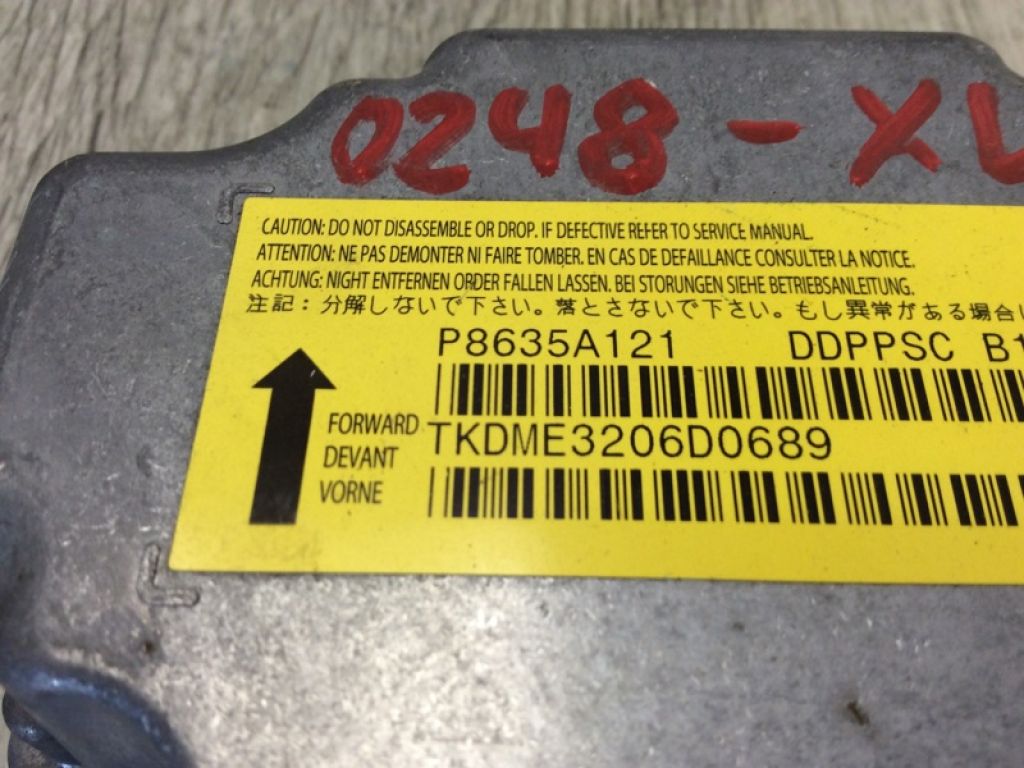 0248-XL
CAUTION: DO NOT DISASSEMBLE OR DROP. IF DEFECTIVE REFER TO SERVICE MANUAL.
ATTENTION: NE PAS DEMONTER NI FAIRE TOMBER. EN CAS DE DEFAILLANCE CONSULTER LA NOTICE.
ACHTUNG: NIGHT ENTFERNEN ORDER FALLEN LASSEN. BEI STORUNGEN SIEHE BETRIEBSANLEITUNG.
注記: 分解しないで下さい。落とさないで下さい。もし異常がある場合に
P8635A121 DDPPSC B1
FORWARD
TKDME3206D0689
DEVANT
VORNE